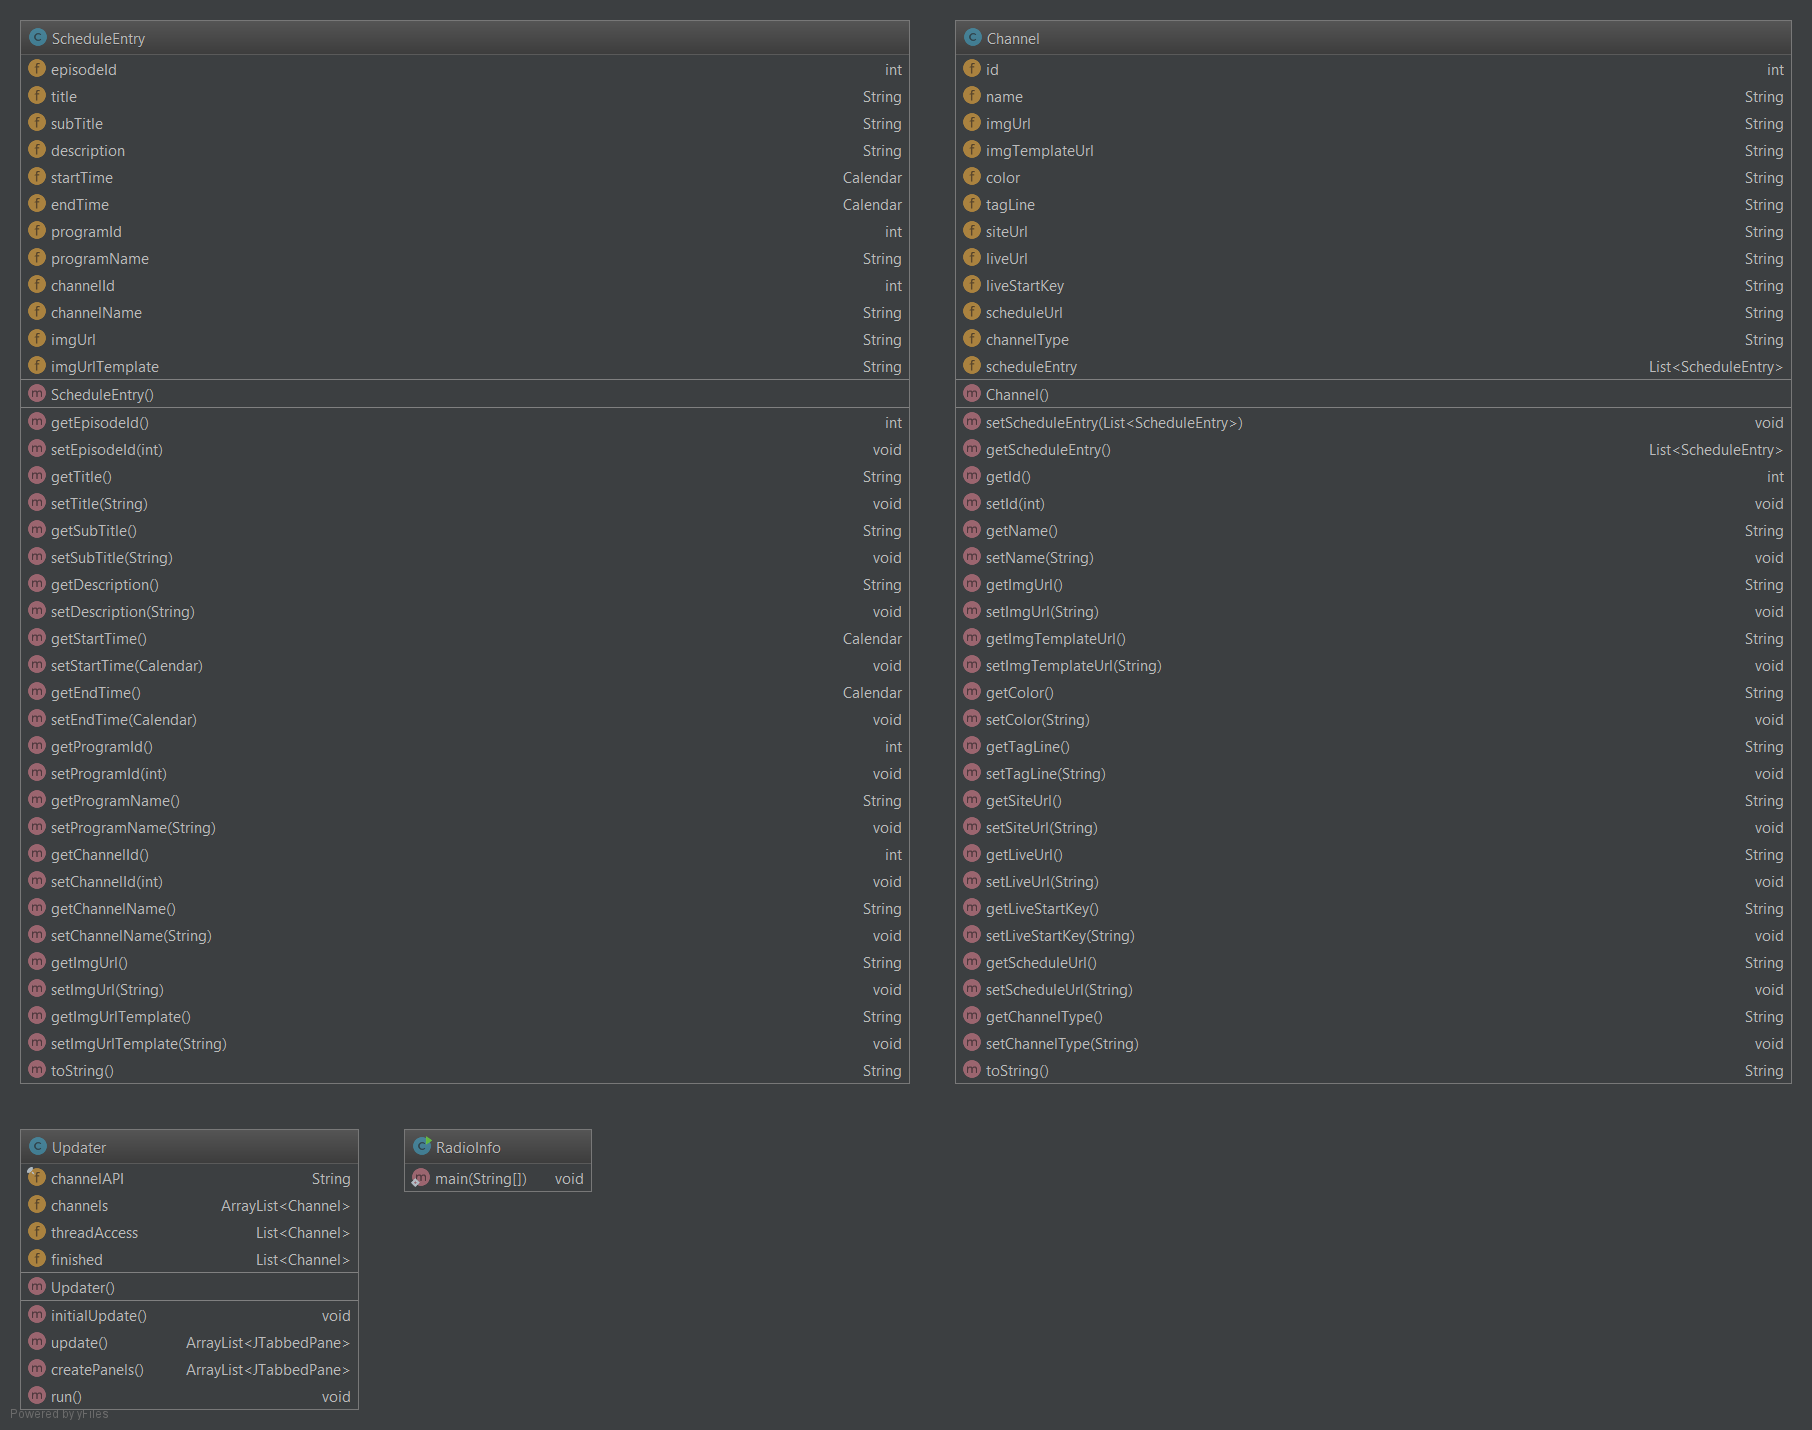 ScheduleEntry
episodeId int
title String
subTitle String
description String
startTime Calendar
endTime Calendar
programId int
programName String
channelId int
channelName String
imgUrl String
imgUrlTemplate String
ScheduleEntry()
getEpisodeId() int
setEpisodeId(int) void
getTitle() String
setTitle(String) void
getSubTitle() String
setSubTitle(String) void
getDescription() String
setDescription(String) void
getStartTime() Calendar
setStartTime(Calendar) void
getEndTime() Calendar
setEndTime(Calendar) void
getProgramId() int
setProgramId(int) void
getProgramName() String
setProgramName(String) void
getChannelId() int
setChannelId(int) void
getChannelName() String
setChannelName(String) void
getImgUrl() String
setImgUrl(String) void
getImgUrlTemplate() String
setImgUrlTemplate(String) void
toString() String
Channel
id int
name String
imgUrl String
imgTemplateUrl String
color String
tagLine String
siteUrl String
liveUrl String
liveStartKey String
scheduleUrl String
channelType String
scheduleEntry List<ScheduleEntry>
Channel()
setScheduleEntry(List<ScheduleEntry>) void
getScheduleEntry() List<ScheduleEntry>
getId() int
setId(int) void
getName() String
setName(String) void
getImgUrl() String
setImgUrl(String) void
getImgTemplateUrl() String
setImgTemplateUrl(String) void
getColor() String
setColor(String) void
getTagLine() String
setTagLine(String) void
getSiteUrl() String
setSiteUrl(String) void
getLiveUrl() String
setLiveUrl(String) void
getLiveStartKey() String
setLiveStartKey(String) void
getScheduleUrl() String
setScheduleUrl(String) void
getChannelType() String
setChannelType(String) void
toString() String
Updater
channelAPI String
channels ArrayList<Channel>
threadAccess List<Channel>
finished List<Channel>
Updater()
initialUpdate() void
update() ArrayList<JTabbedPane>
createPanels() ArrayList<JTabbedPane>
run() void
RadioInfo
main(String[]) void
Powered by yFiles